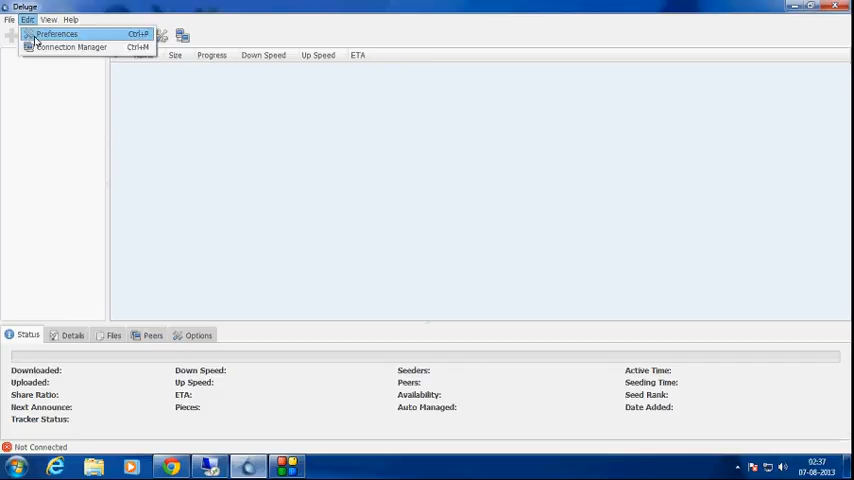 Deluge
File Edit View Help
Preferences Ctrl+P
Connection Manager Ctrl+M
Size Progress Down Speed Up Speed ETA
Status Details Files Peers Options
Downloaded: Down Speed: Seeders: Active Time:
Uploaded: Up Speed: Peers: Seeding Time:
Share Ratio: ETA: Availability: Seed Rank:
Next Announce: Pieces: Auto Managed: Date Added:
Tracker Status:
Not Connected
02:37
07-08-2013